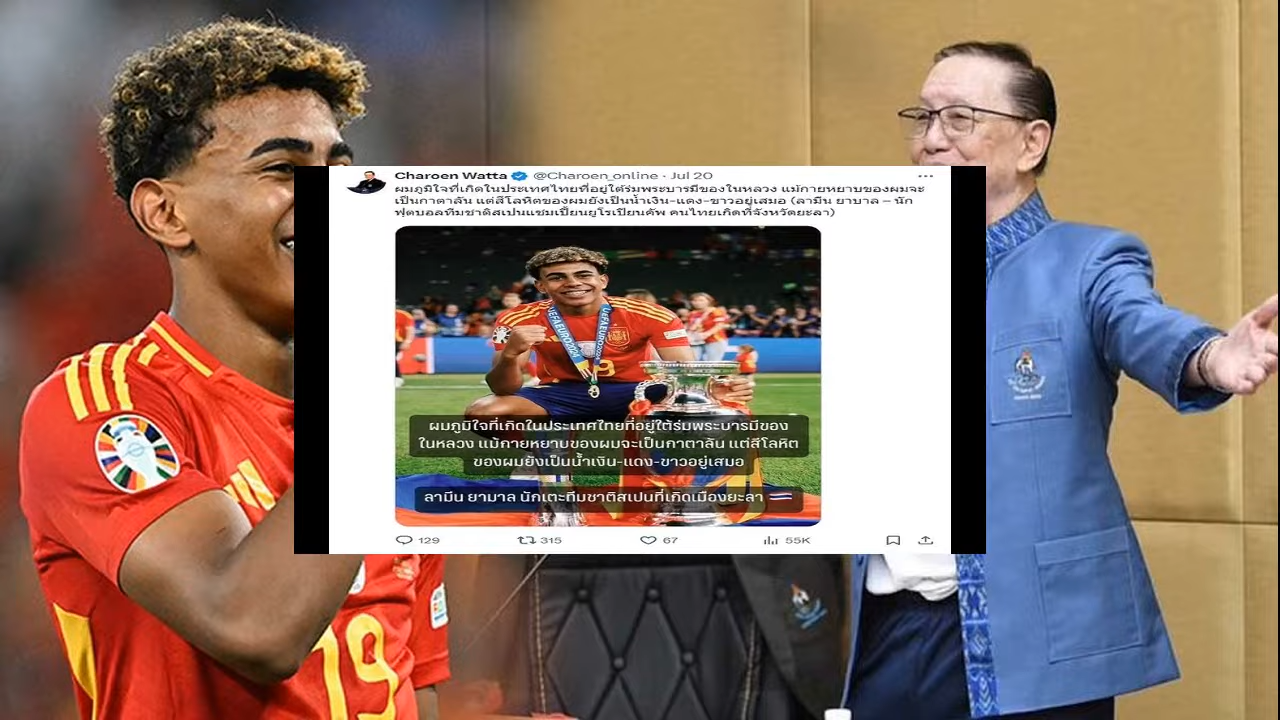 Charoen Watta @Charoen_online · Jul 20
ผมภูมิใจที่เกิดในประเทศไทยที่อยู่ใต้ร่มพระบารมีของในหลวง แม้กายหยาบของผมจะ
เป็นกาตาลัน แต่สีโลหิตของผมยังเป็นน้ำเงิน-แดง-ขาวอยู่เสมอ (ลามีน ยามาล – นัก
ฟุตบอลทีมชาติสเปนแชมเปี้ยนยูโรเปียนคัพ คนไทยเกิดที่จังหวัดยะลา)
UEFA EURO 2024
19
ผมภูมิใจที่เกิดในประเทศไทยที่อยู่ใต้ร่มพระบารมีของ
ในหลวง แม้กายหยาบของผมจะเป็นกาตาลัน แต่สีโลหิต
ของผมยังเป็นน้ำเงิน-แดง-ขาวอยู่เสมอ
ลามีน ยามาล นักเตะทีมชาติสเปนที่เกิดเมืองยะลา
129 315 67 55K
19